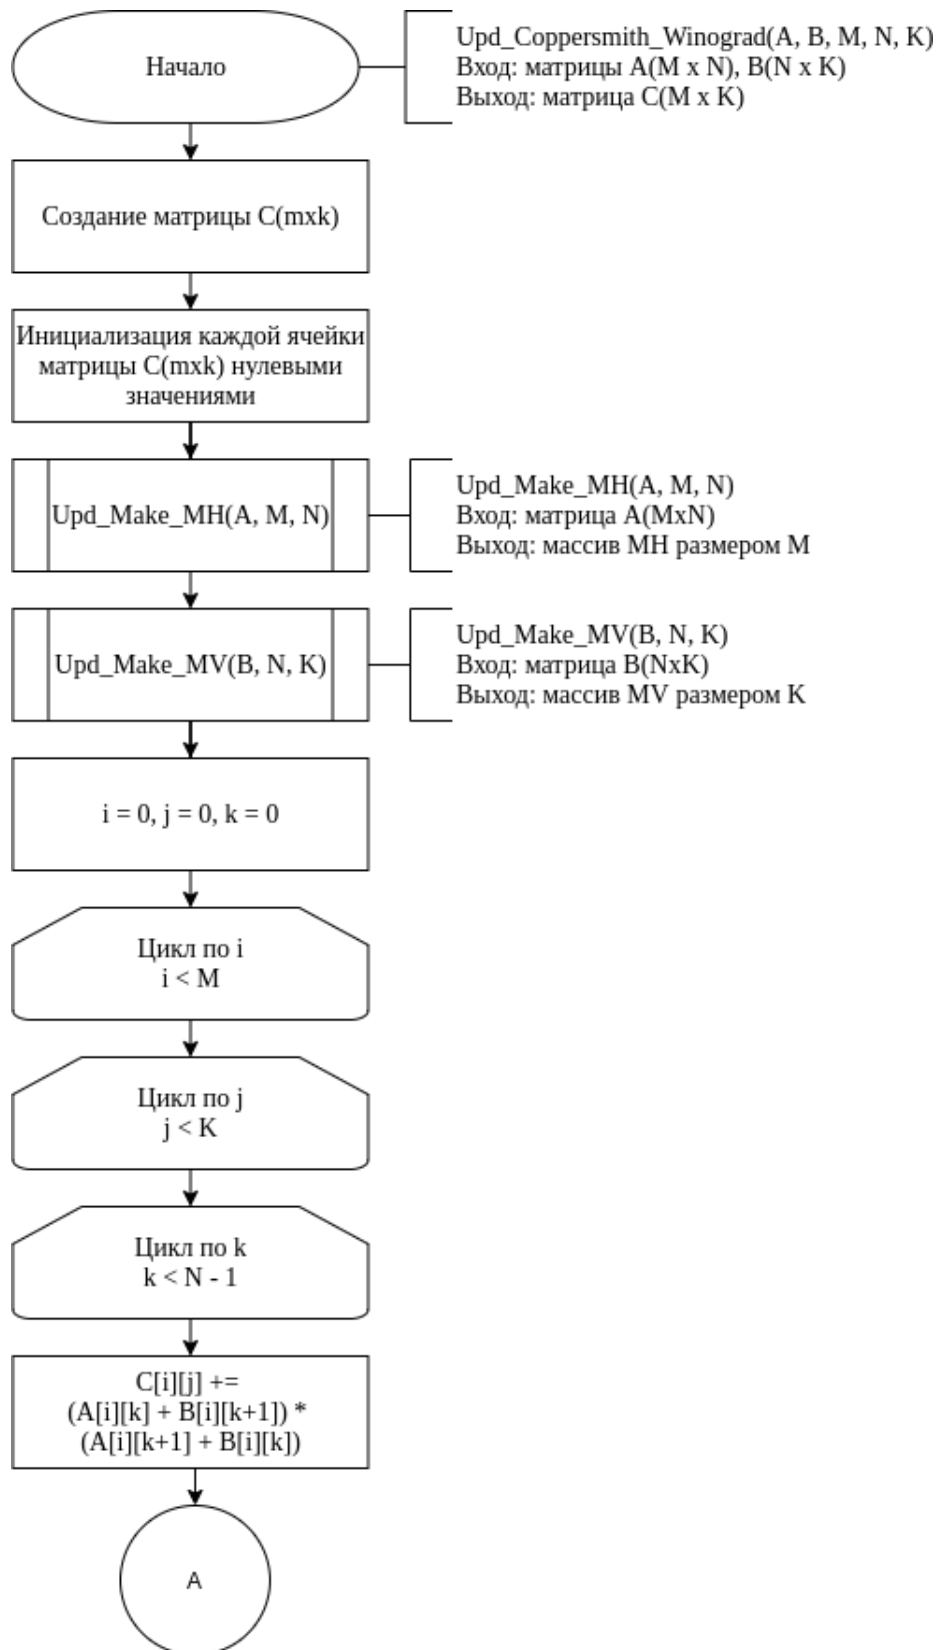 Начало
Upd_Coppersmith_Winograd(A, B, M, N, K)
Вход: матрицы A(M x N), B(N x K)
Выход: матрица C(M x K)
Создание матрицы C(mxk)
Инициализация каждой ячейки
матрицы C(mxk) нулевыми
значениями
Upd_Make_MH(A, M, N)
Upd_Make_MH(A, M, N)
Вход: матрица A(MxN)
Выход: массив MH размером M
Upd_Make_MV(B, N, K)
Upd_Make_MV(B, N, K)
Вход: матрица B(NxK)
Выход: массив MV размером K
i = 0, j = 0, k = 0
Цикл по i
i < M
Цикл по j
j < K
Цикл по k
k < N - 1
C[i][j] +=
(A[i][k] + B[i][k+1]) *
(A[i][k+1] + B[i][k])
A